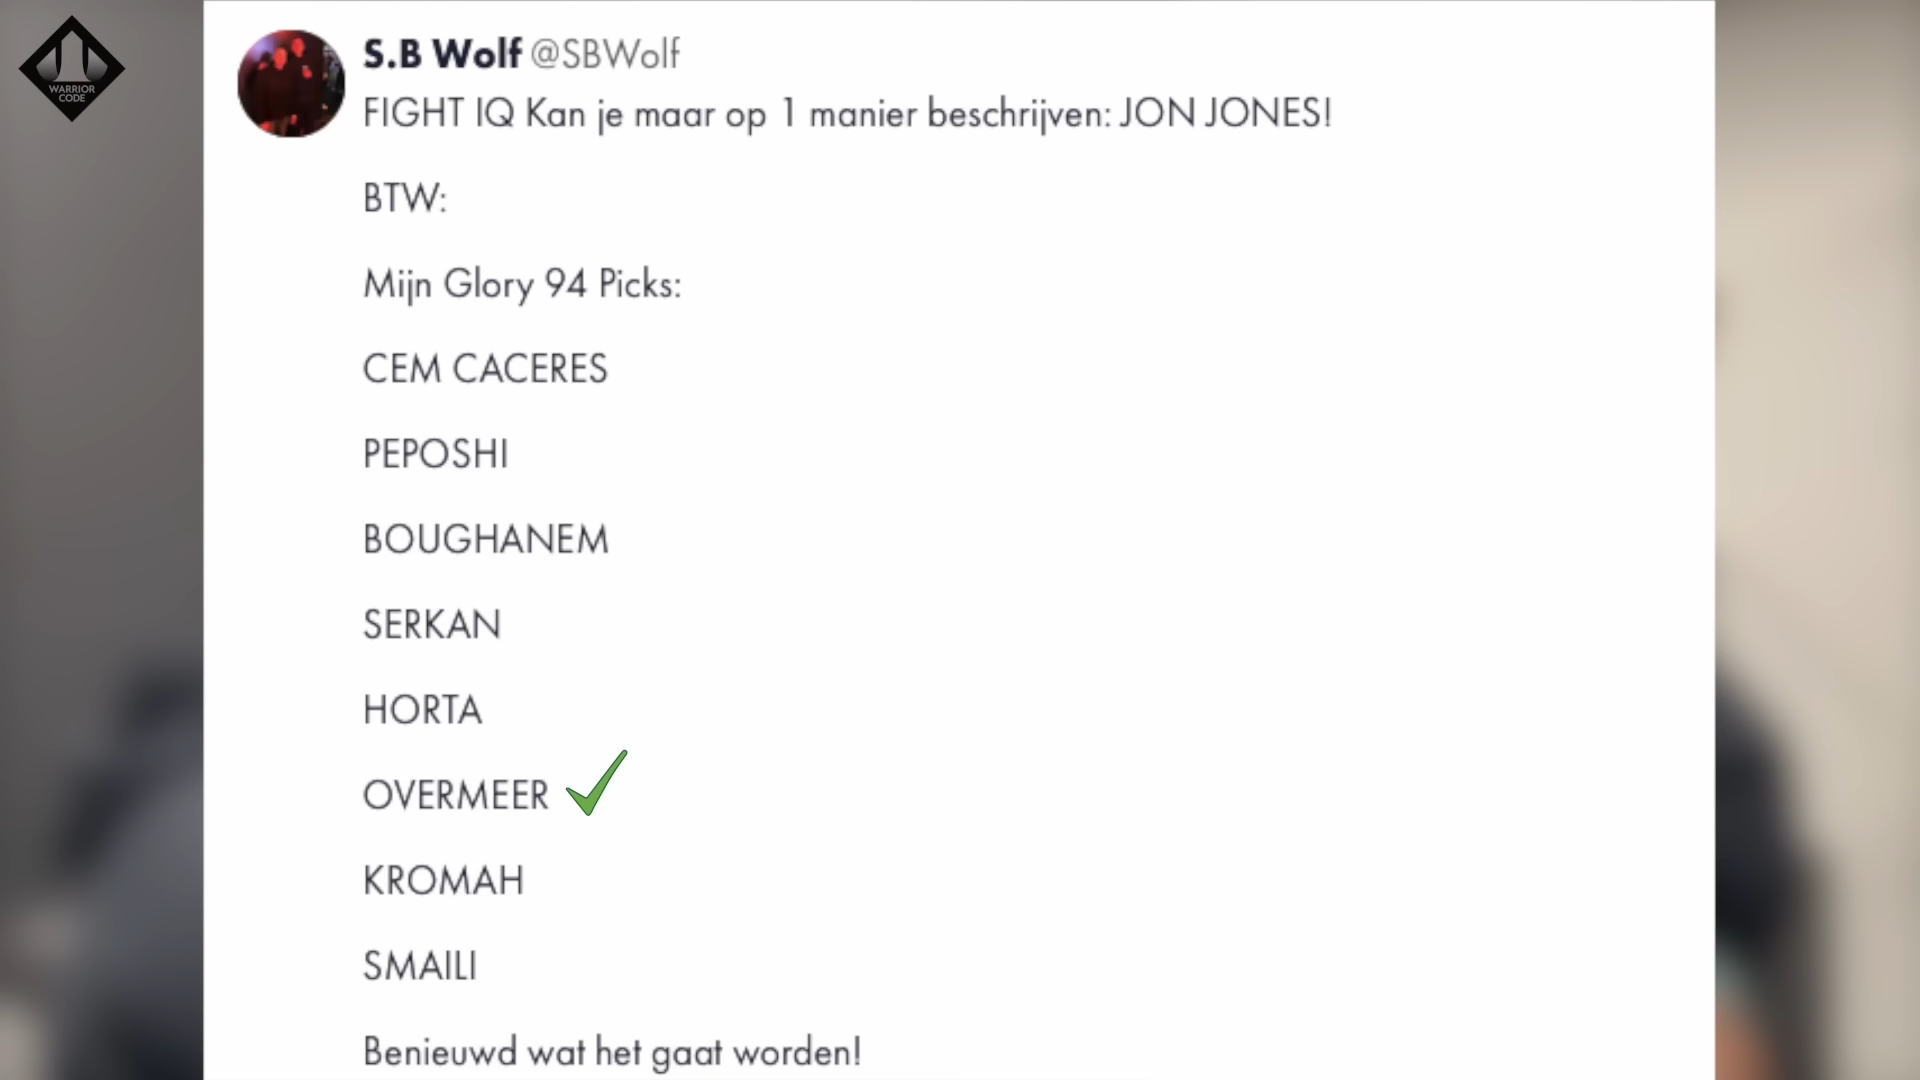 WARRIOR
CODE
S.B Wolf @SBWolf
FIGHT IQ Kan je maar op 1 manier beschrijven: JON JONES!
BTW:
Mijn Glory 94 Picks:
CEM CACERES
PEPOSHI
BOUGHANEM
SERKAN
HORTA
OVERMEER
KROMAH
SMAILI
Benieuwd wat het gaat worden!